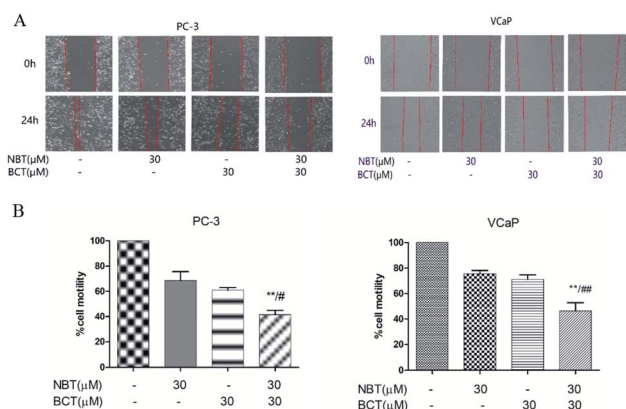 A
PC-3
VCaP
0h
24h
NBT(μM) - 30 - 30
BCT(μM) - - 30 30
0h
24h
NBT(μM) - 30 - 30
BCT(μM) - - 30 30
B
PC-3
%cell motility
100
80
60
40
20
0
**/#
NBT(μM) - 30 - 30
BCT(μM) - - 30 30
VCaP
%cell motility
100
80
60
40
20
0
**/##
NBT(μM) - 30 - 30
BCT(μM) - - 30 30